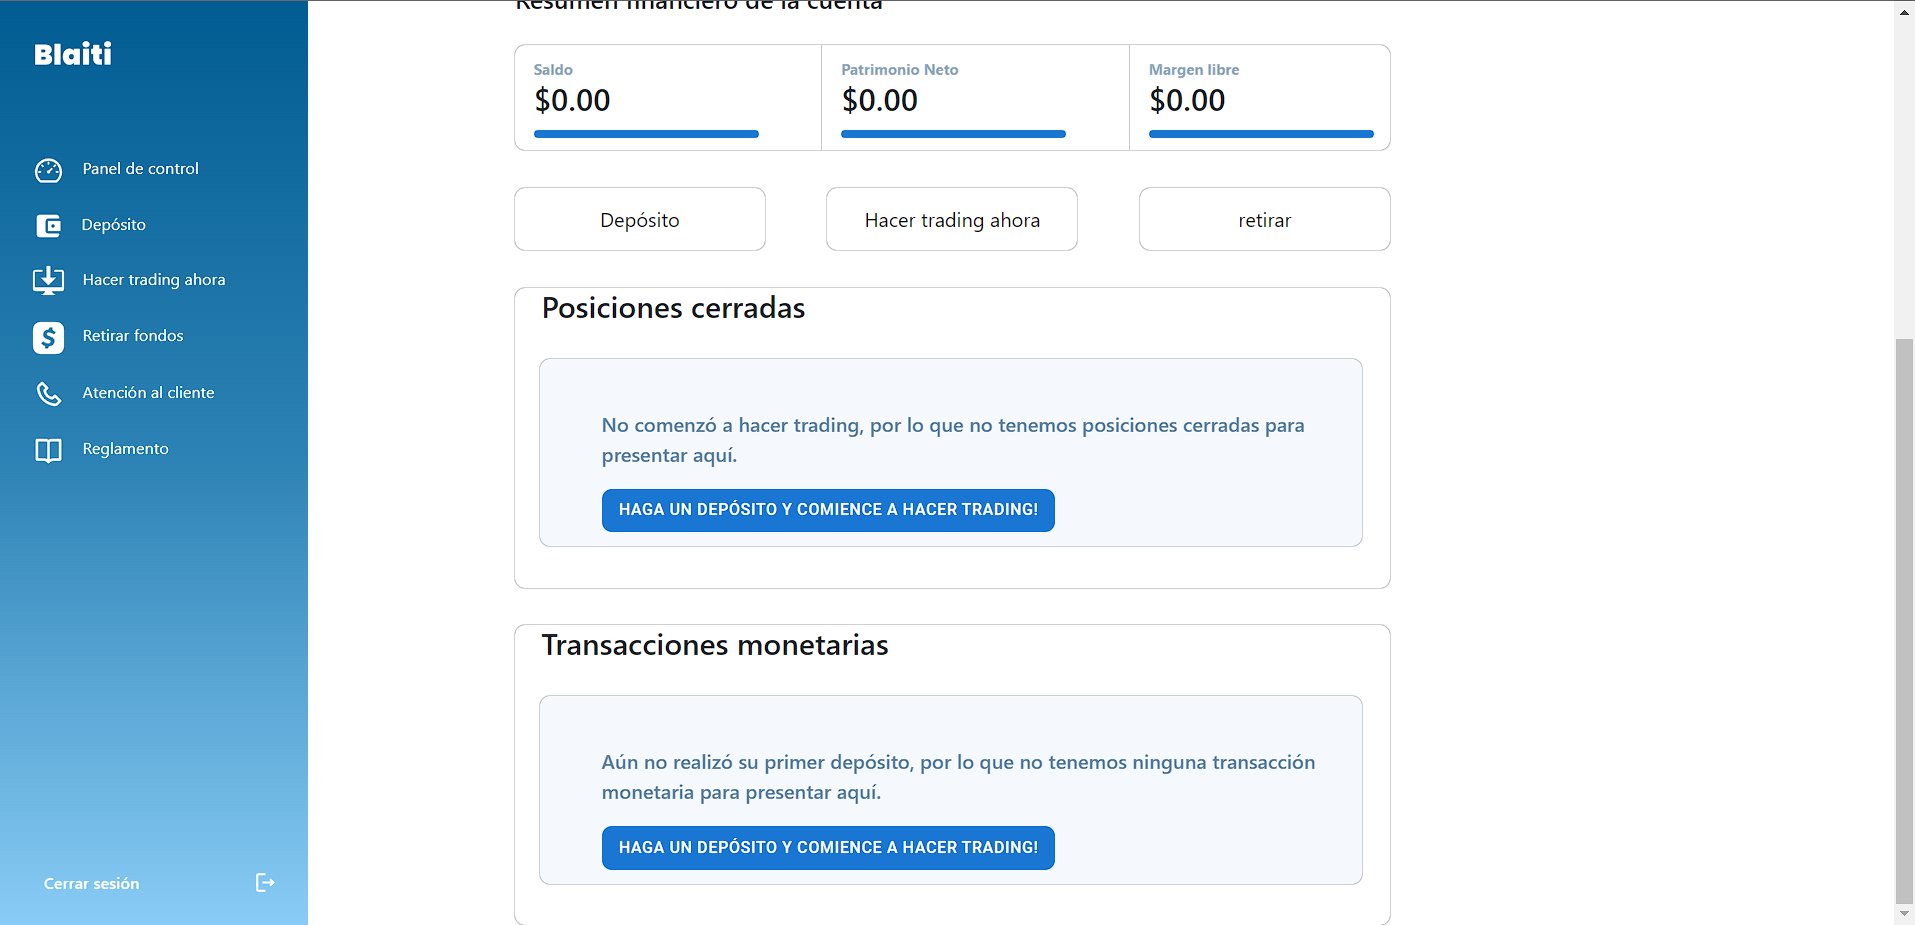 Resumen financiero de la cuenta
Blaiti
Panel de control
Depósito
Hacer trading ahora
Retirar fondos
Atención al cliente
Reglamento
Cerrar sesión
Saldo
$0.00
Patrimonio Neto
$0.00
Margen libre
$0.00
Depósito
Hacer trading ahora
retirar
Posiciones cerradas
No comenzó a hacer trading, por lo que no tenemos posiciones cerradas para
presentar aquí.
HAGA UN DEPÓSITO Y COMIENCE A HACER TRADING!
Transacciones monetarias
Aún no realizó su primer depósito, por lo que no tenemos ninguna transacción
monetaria para presentar aquí.
HAGA UN DEPÓSITO Y COMIENCE A HACER TRADING!